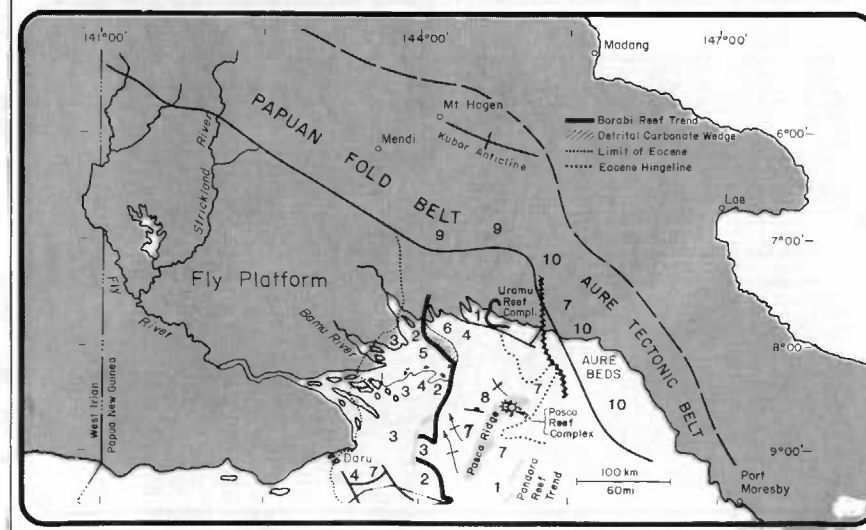 141°00'
144°00'
147°00'
Madang
Mt Hagen
Borabi Reef Trend
Detrital Carbonate Wedge
Limit of Eocene
Eocene Hingeline
6°00'
PAPUAN FOLD BELT
Mendi
Kubor Anticline
Strickland River
Lae
9 9
7°00'
10
Fly Platform
Uramu
Reef
Compl.
AURE TECTONIC BELT
7
10
Fly River
Bamu River
1
2 6 4
3
5
8°00'
AURE
BEDS
3 4 2
7
8
10
West Irian
Papua New Guinea
Pasca Ridge
Pasca
Reef
Complex
3
7
3
7
9°00'
Daru
4 7
2
1
Pandora
Reef
Trend
100 km
60mi
Port
Moresby